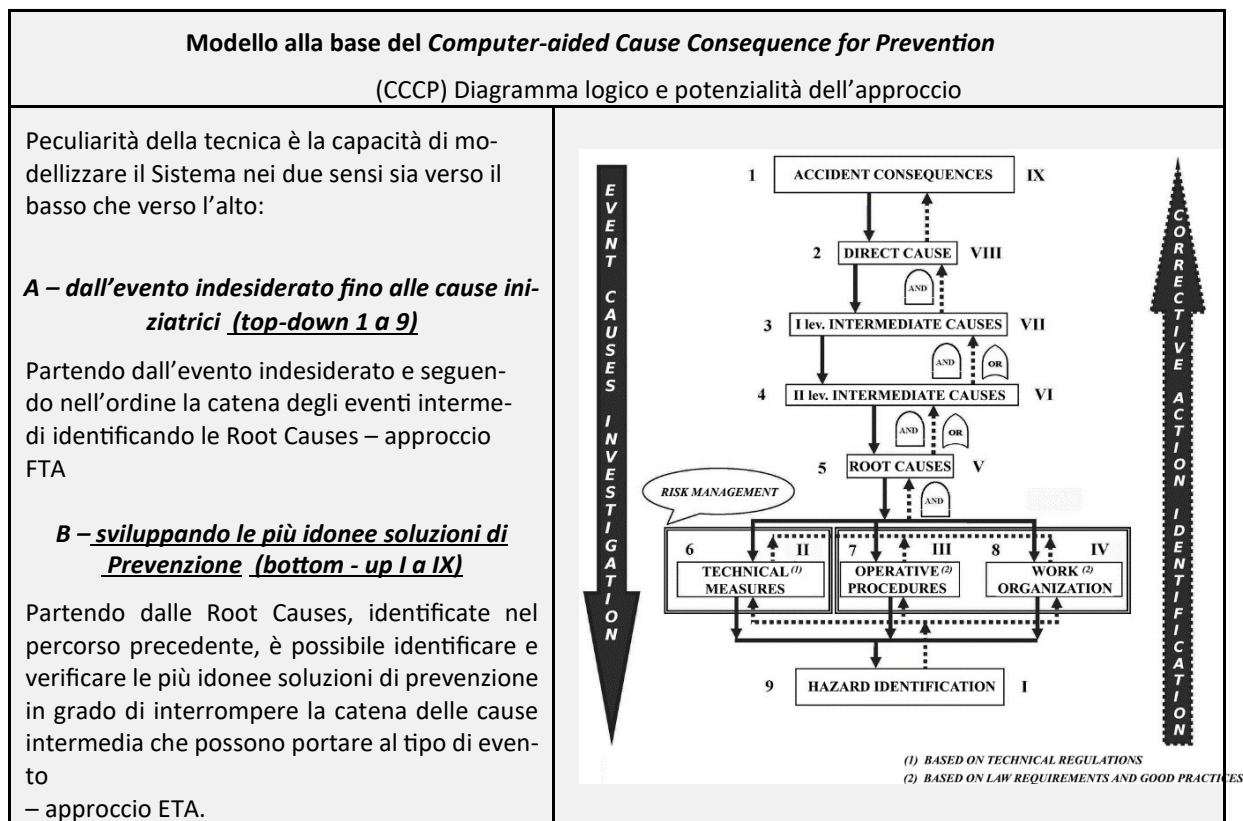 Modello alla base del Computer-aided Cause Consequence for Prevention
(CCCP) Diagramma logico e potenzialità dell'approccio
Peculiarità della tecnica è la capacità di mo-
dellizzare il Sistema nei due sensi sia verso il
basso che verso l'alto:
A – dall'evento indesiderato fino alle cause ini-
ziatrici (top-down 1 a 9)
Partendo dall'evento indesiderato e seguen-
do nell'ordine la catena degli eventi interme-
di identificando le Root Causes – approccio
FTA
B – sviluppando le più idonee soluzioni di
Prevenzione (bottom - up I a IX)
Partendo dalle Root Causes, identificate nel
percorso precedente, è possibile identificare e
verificare le più idonee soluzioni di prevenzione
in grado di interrompere la catena delle cause
intermedia che possono portare al tipo di even-
to
– approccio ETA.
EVENT CAUSES INVESTIGATION
1 ACCIDENT CONSEQUENCES IX
2 DIRECT CAUSE VIII
AND
3 I lev. INTERMEDIATE CAUSES VII
AND OR
4 II lev. INTERMEDIATE CAUSES VI
AND OR
5 ROOT CAUSES V
RISK MANAGEMENT
AND
6 II 7 III 8 IV
TECHNICAL (1) OPERATIVE (2) WORK (2)
MEASURES PROCEDURES ORGANIZATION
9 HAZARD IDENTIFICATION I
CORRECTIVE ACTION IDENTIFICATION
(1) BASED ON TECHNICAL REGULATIONS
(2) BASED ON LAW REQUIREMENTS AND GOOD PRACTICES